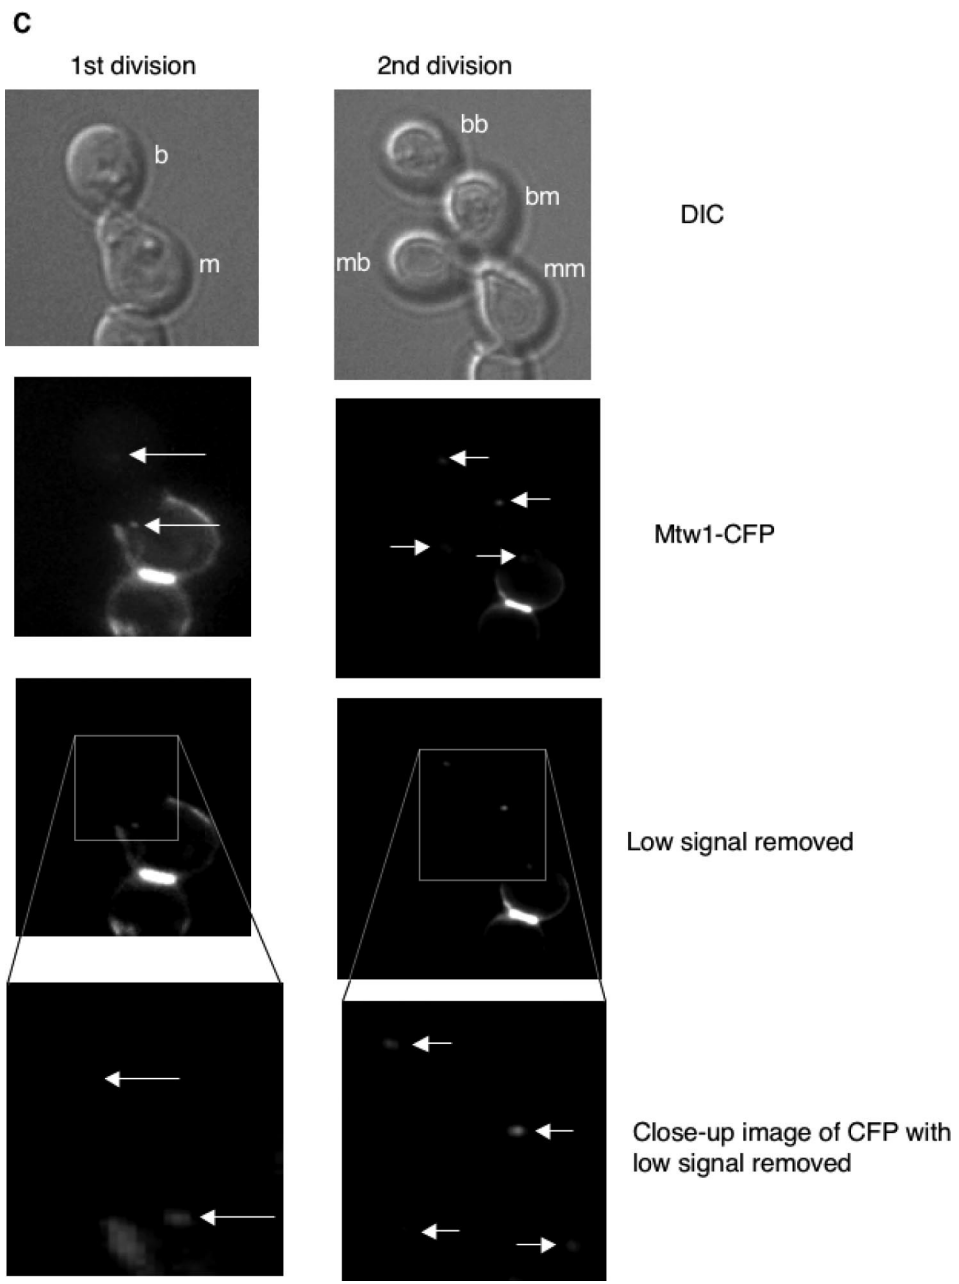 C
1st division
2nd division
b
m
bb
bm
mb
mm
DIC
Mtw1-CFP
Low signal removed
Close-up image of CFP with
low signal removed